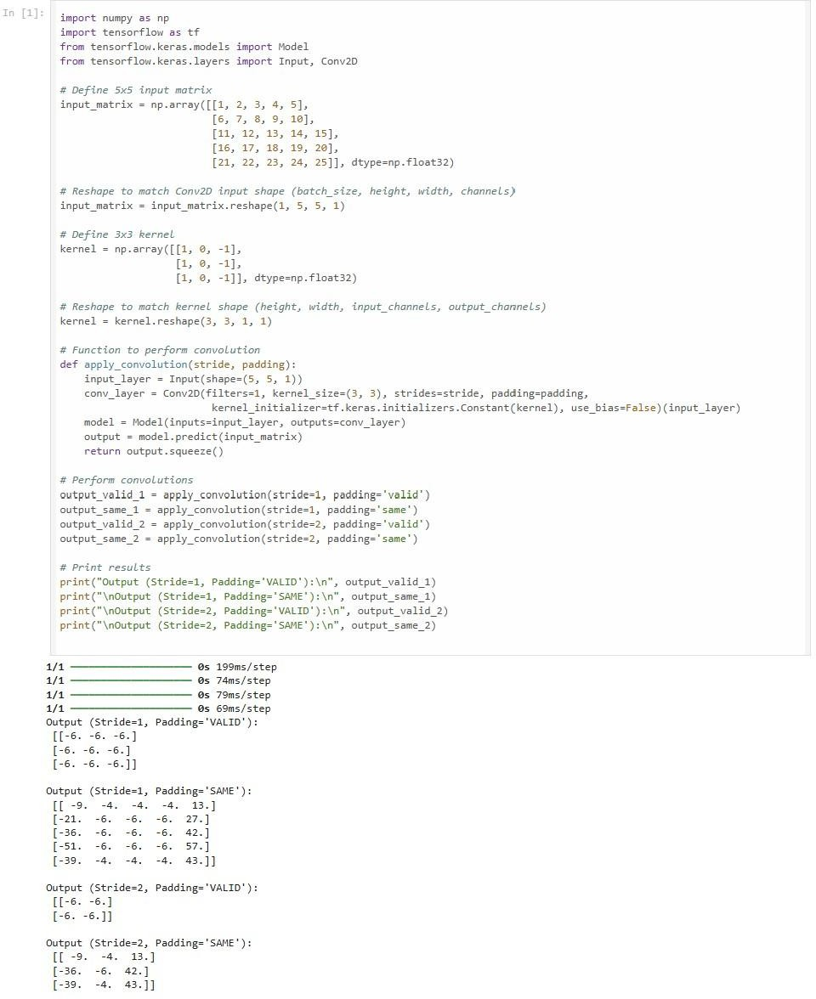 In [1]:
import numpy as np
import tensorflow as tf
from tensorflow.keras.models import Model
from tensorflow.keras.layers import Input, Conv2D

# Define 5x5 input matrix
input_matrix = np.array([[1, 2, 3, 4, 5],
                         [6, 7, 8, 9, 10],
                         [11, 12, 13, 14, 15],
                         [16, 17, 18, 19, 20],
                         [21, 22, 23, 24, 25]], dtype=np.float32)

# Reshape to match Conv2D input shape (batch_size, height, width, channels)
input_matrix = input_matrix.reshape(1, 5, 5, 1)

# Define 3x3 kernel
kernel = np.array([[1, 0, -1],
                   [1, 0, -1],
                   [1, 0, -1]], dtype=np.float32)

# Reshape to match kernel shape (height, width, input_channels, output_channels)
kernel = kernel.reshape(3, 3, 1, 1)

# Function to perform convolution
def apply_convolution(stride, padding):
    input_layer = Input(shape=(5, 5, 1))
    conv_layer = Conv2D(filters=1, kernel_size=(3, 3), strides=stride, padding=padding,
                         kernel_initializer=tf.keras.initializers.Constant(kernel), use_bias=False)(input_layer)
    model = Model(inputs=input_layer, outputs=conv_layer)
    output = model.predict(input_matrix)
    return output.squeeze()

# Perform convolutions
output_valid_1 = apply_convolution(stride=1, padding='valid')
output_same_1 = apply_convolution(stride=1, padding='same')
output_valid_2 = apply_convolution(stride=2, padding='valid')
output_same_2 = apply_convolution(stride=2, padding='same')

# Print results
print("Output (Stride=1, Padding='VALID'):\n", output_valid_1)
print("\nOutput (Stride=1, Padding='SAME'):\n", output_same_1)
print("\nOutput (Stride=2, Padding='VALID'):\n", output_valid_2)
print("\nOutput (Stride=2, Padding='SAME'):\n", output_same_2)

1/1 ━━━━━━━━━━━━━━━━━━━━ 0s 199ms/step
1/1 ━━━━━━━━━━━━━━━━━━━━ 0s 74ms/step
1/1 ━━━━━━━━━━━━━━━━━━━━ 0s 79ms/step
1/1 ━━━━━━━━━━━━━━━━━━━━ 0s 69ms/step
Output (Stride=1, Padding='VALID'):
 [[-6. -6. -6.]
 [-6. -6. -6.]
 [-6. -6. -6.]]

Output (Stride=1, Padding='SAME'):
 [[ -9.  -4.  -4.  -4.  13.]
 [-21.  -6.  -6.  -6.  27.]
 [-36.  -6.  -6.  -6.  42.]
 [-51.  -6.  -6.  -6.  57.]
 [-39.  -4.  -4.  -4.  43.]]

Output (Stride=2, Padding='VALID'):
 [[-6. -6.]
 [-6. -6.]]

Output (Stride=2, Padding='SAME'):
 [[ -9.  -4.  13.]
 [-36.  -6.  42.]
 [-39.  -4.  43.]]